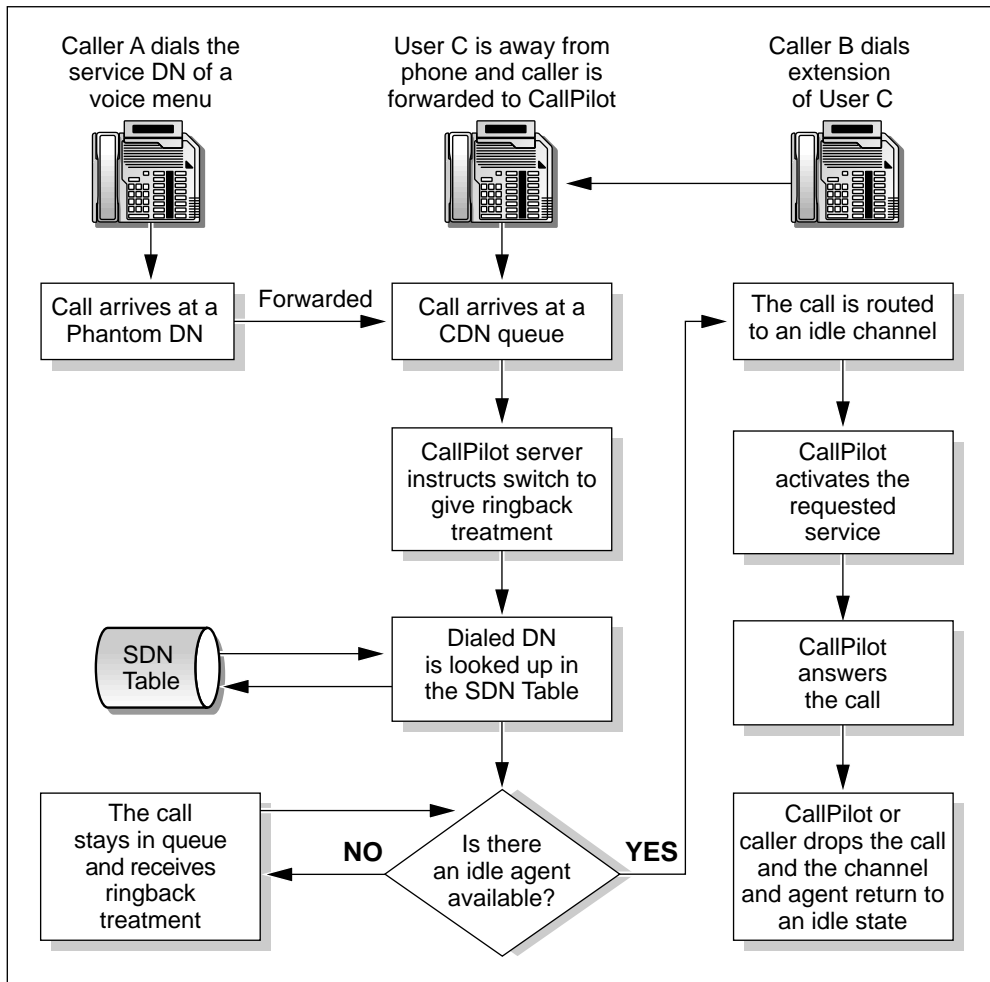 Caller A dials the
service DN of a
voice menu
User C is away from
phone and caller is
forwarded to CallPilot
Caller B dials
extension
of User C
Call arrives at a
Phantom DN
Forwarded
Call arrives at a
CDN queue
The call is routed
to an idle channel
CallPilot server
instructs switch to
give ringback
treatment
CallPilot
activates the
requested
service
SDN
Table
Dialed DN
is looked up in
the SDN Table
CallPilot
answers
the call
The call
stays in queue
and receives
ringback
treatment
NO
Is there
an idle agent
available?
YES
CallPilot or
caller drops the call
and the channel
and agent return to
an idle state